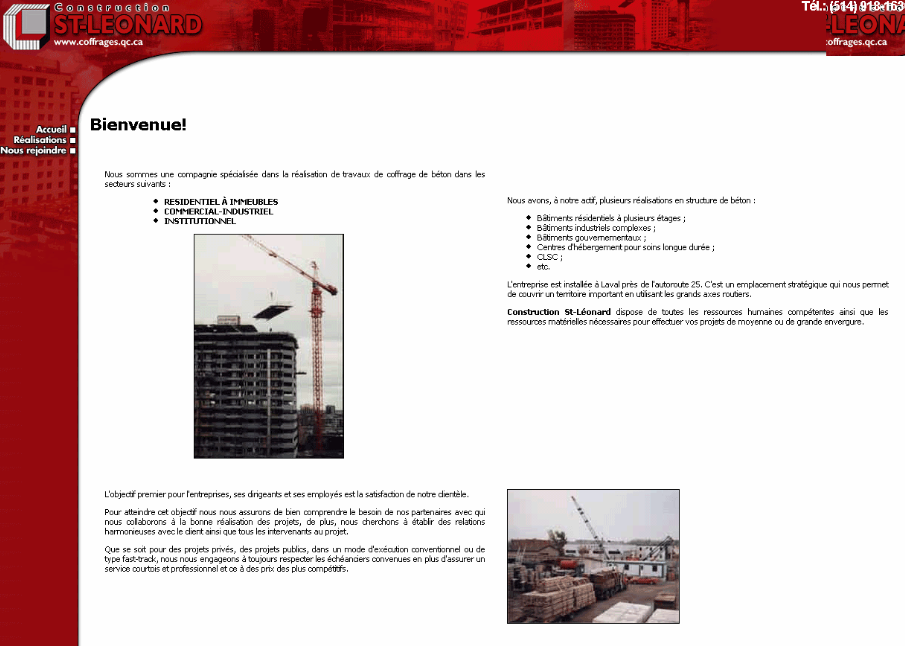 Construction
ST-LEONARD
www.coffrages.qc.ca
Tél.: (514) 918-163
-LEONA
offrages.qc.ca
Accueil
Réalisations
Nous rejoindre
Bienvenue!
Nous sommes une compagnie spécialisée dans la réalisation de travaux de coffrage de béton dans les
secteurs suivants :
RESIDENTIEL À IMMEUBLES
COMMERCIAL-INDUSTRIEL
INSTITUTIONNEL
Nous avons, à notre actif, plusieurs réalisations en structure de béton :
Bâtiments résidentiels à plusieurs étages ;
Bâtiments industriels complexes ;
Bâtiments gouvernementaux ;
Centres d'hébergement pour soins longue durée ;
CLSC ;
etc.
L'entreprise est installée à Laval près de l'autoroute 25. C'est un emplacement stratégique qui nous permet
de couvrir un territoire important en utilisant les grands axes routiers.
Construction St-Léonard dispose de toutes les ressources humaines compétentes ainsi que les
ressources matérielles nécessaires pour effectuer vos projets de moyenne ou de grande envergure.
L'objectif premier pour l'entreprises, ses dirigeants et ses employés est la satisfaction de notre clientèle.
Pour atteindre cet objectif nous nous assurons de bien comprendre le besoin de nos partenaires avec qui
nous collaborons à la bonne réalisation des projets, de plus, nous cherchons à établir des relations
harmonieuses avec le client ainsi que tous les intervenants au projet.
Que se soit pour des projets privés, des projets publics, dans un mode d'exécution conventionnel ou de
type fast-track, nous nous engageons à toujours respecter les échéanciers convenues en plus d'assurer un
service courtois et professionnel et ce à des prix des plus compétitifs.